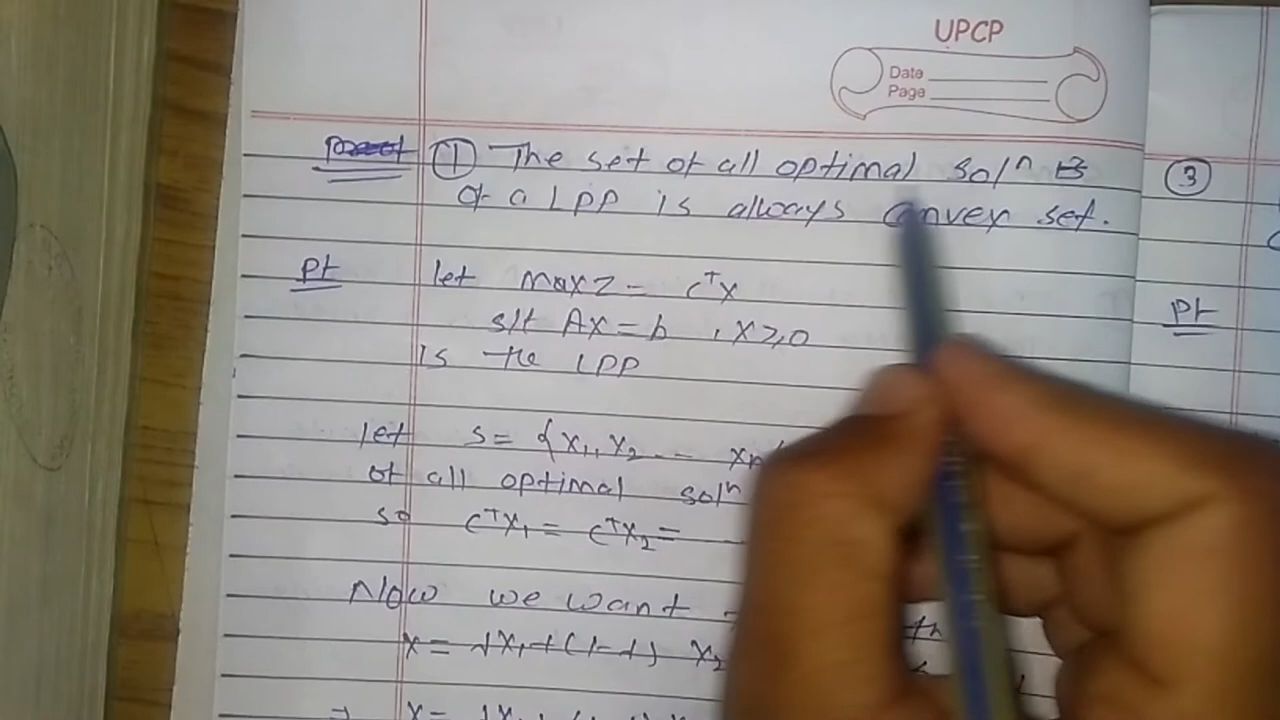 UPCP
Date
Page
① The set of all optimal solⁿ
of a LPP is always convex set.
③
Pf let max z = cᵀx
s/t Ax = b , x ≥ 0
Pf
is the LPP
let s = {x₁, x₂ -- xₙ
of all optimal solⁿ
so cᵀx₁ = cᵀx₂ =
Now we want
x = λx₁ + (1-λ) x₂